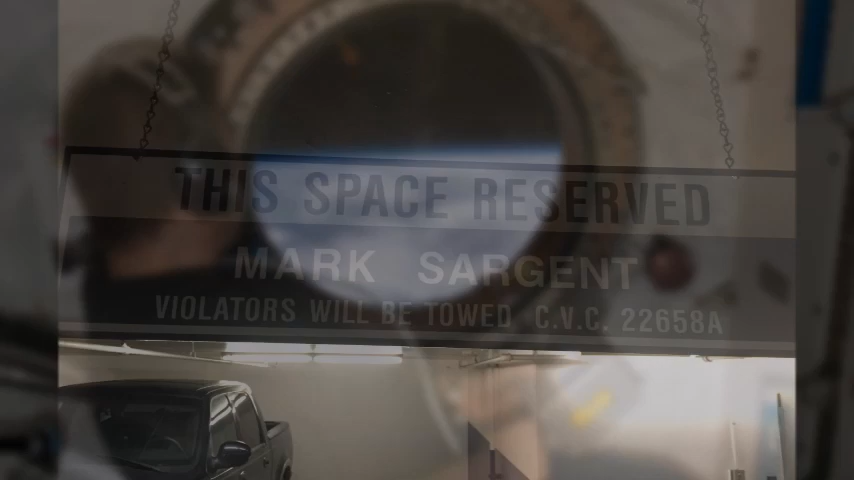 THIS SPACE RESERVED
MARK SARGENT
VIOLATORS WILL BE TOWED C.V.C. 22658A